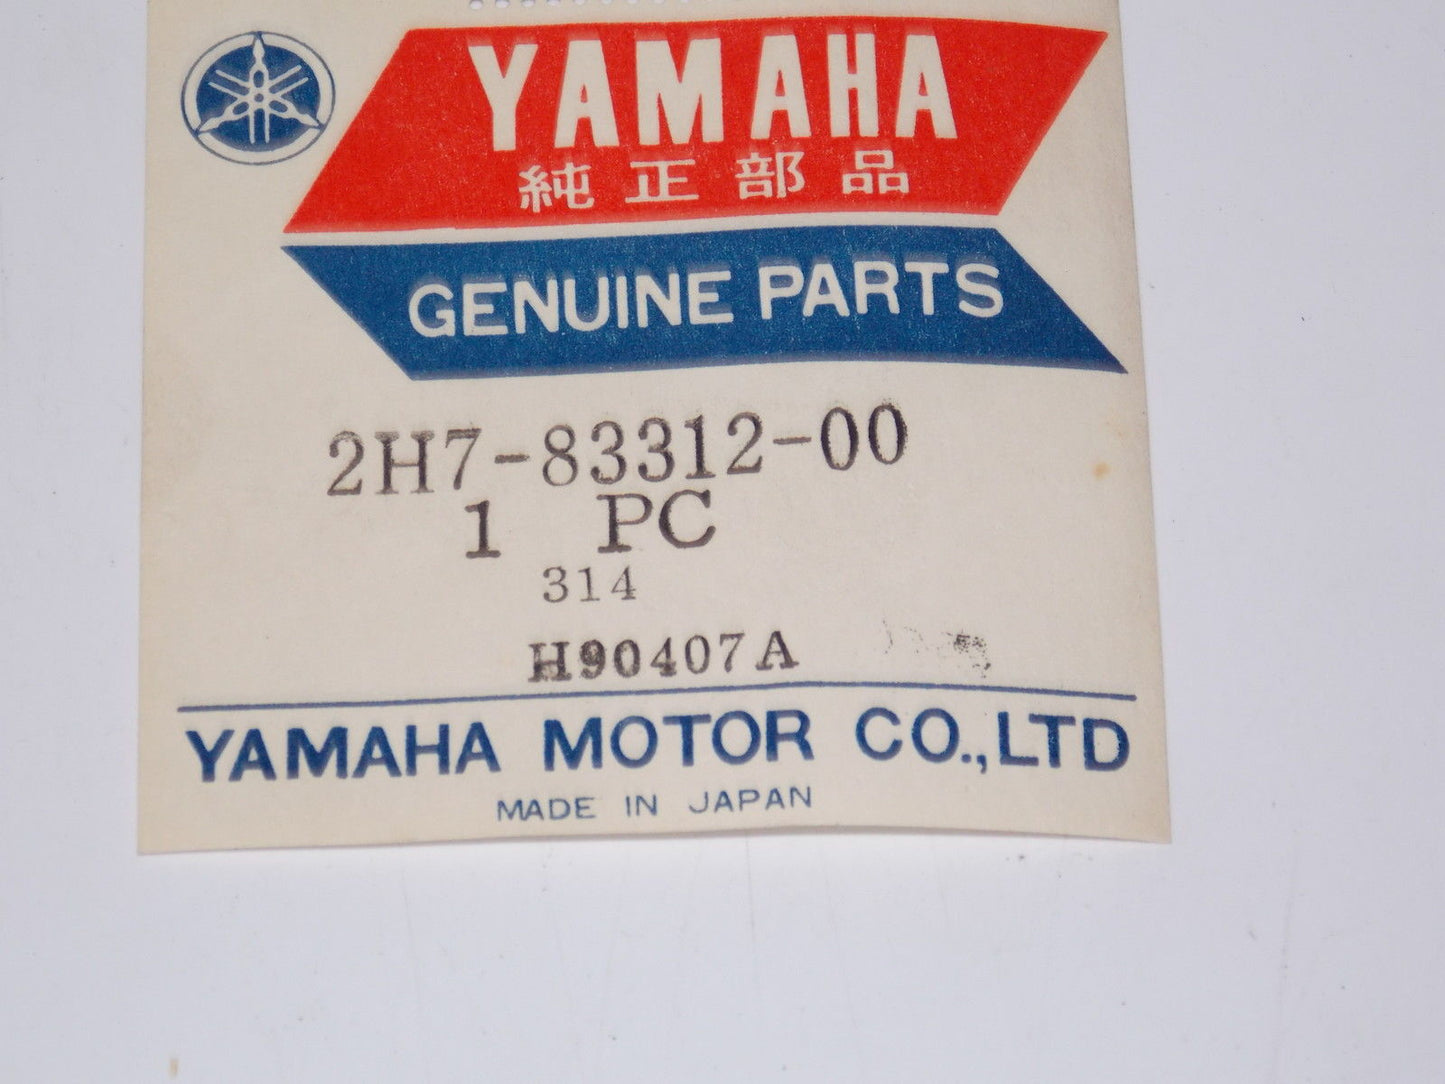 YAMAHA
純正部品
GENUINE PARTS
2H7-83312-00
1 PC
314
H90407A
YAMAHA MOTOR CO.,LTD
MADE IN JAPAN